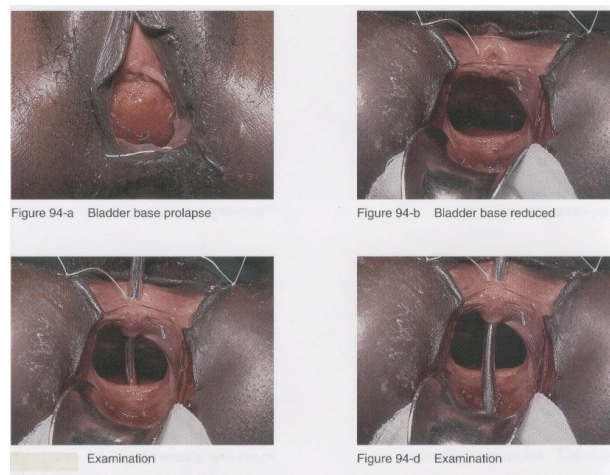 Figure 94-a Bladder base prolapse
Figure 94-b Bladder base reduced
Examination
Figure 94-d Examination